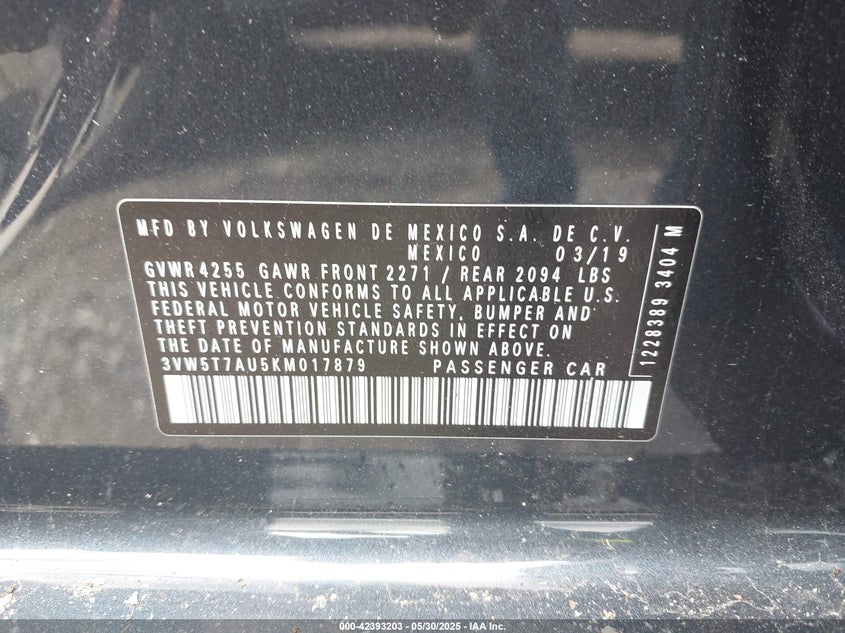 MFD BY VOLKSWAGEN DE MEXICO S.A. DE C.V.
MEXICO 03/19
GVWR 4255 GAWR FRONT 2271 / REAR 2094 LBS
THIS VEHICLE CONFORMS TO ALL APPLICABLE U.S.
FEDERAL MOTOR VEHICLE SAFETY, BUMPER AND
THEFT PREVENTION STANDARDS IN EFFECT ON
THE DATE OF MANUFACTURE SHOWN ABOVE.
3VW5T7AU5KM017879 PASSENGER CAR
1228389 3404 M
000-42393203 - 05/30/2025 - IAA Inc.